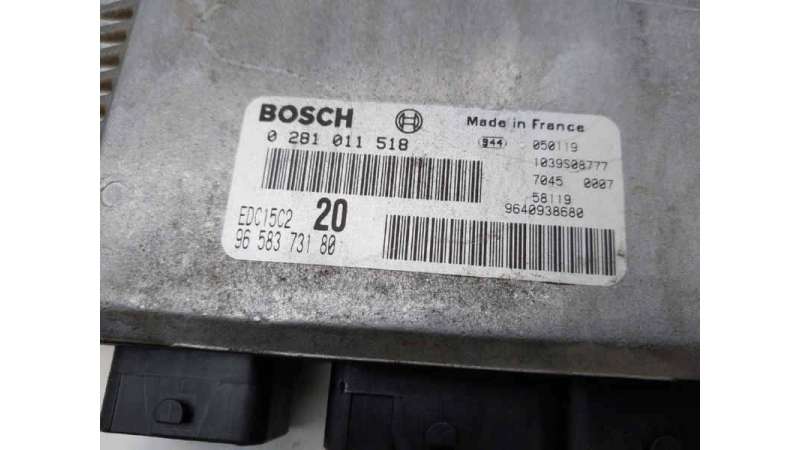 BOSCH
0 281 011 518
EDC15C2 20
96 583 731 80
Made in France
944 050119
1039S08777
7045 0007
58119
9640938680